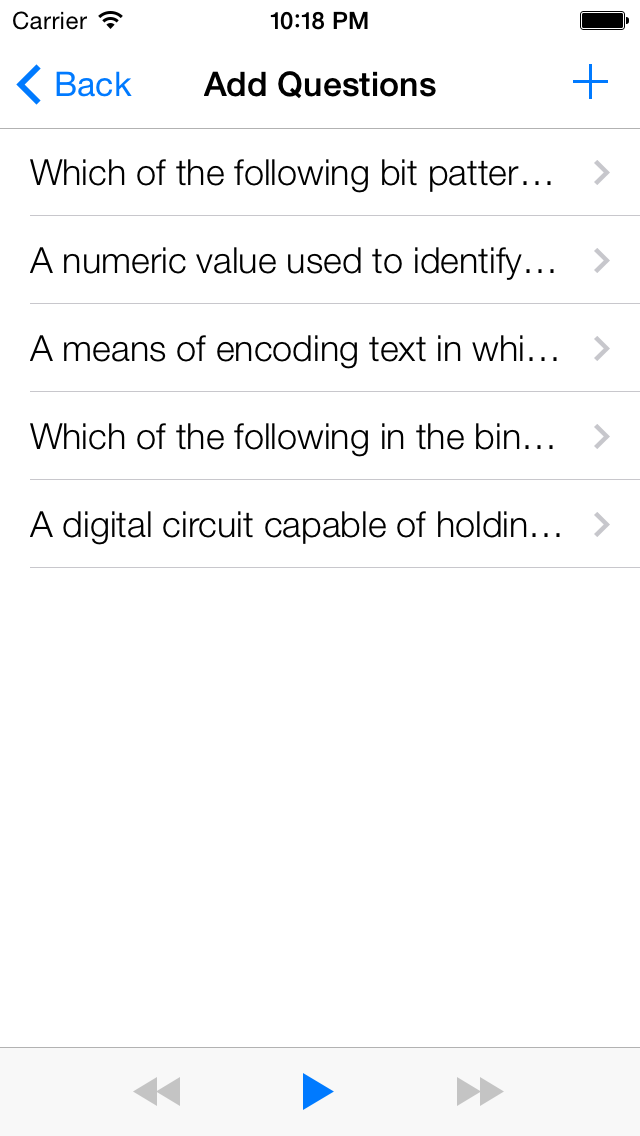 Carrier 10:18 PM
Back Add Questions
Which of the following bit patter…
A numeric value used to identify…
A means of encoding text in whi…
Which of the following in the bin…
A digital circuit capable of holdin…